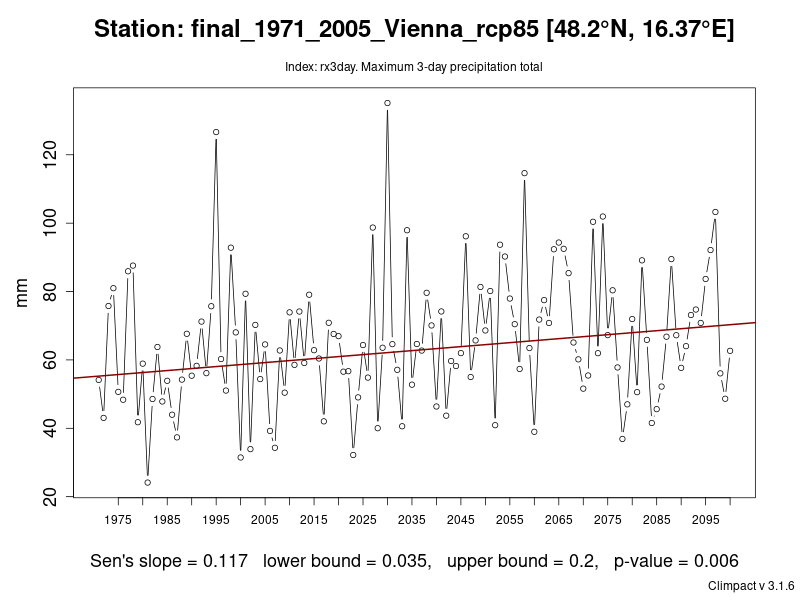 Station: final_1971_2005_Vienna_rcp85 [48.2°N, 16.37°E]
Index: rx3day. Maximum 3-day precipitation total
mm
120
100
80
60
40
20
1975 1985 1995 2005 2015 2025 2035 2045 2055 2065 2075 2085 2095
Sen's slope = 0.117 lower bound = 0.035, upper bound = 0.2, p-value = 0.006
Climpact v 3.1.6